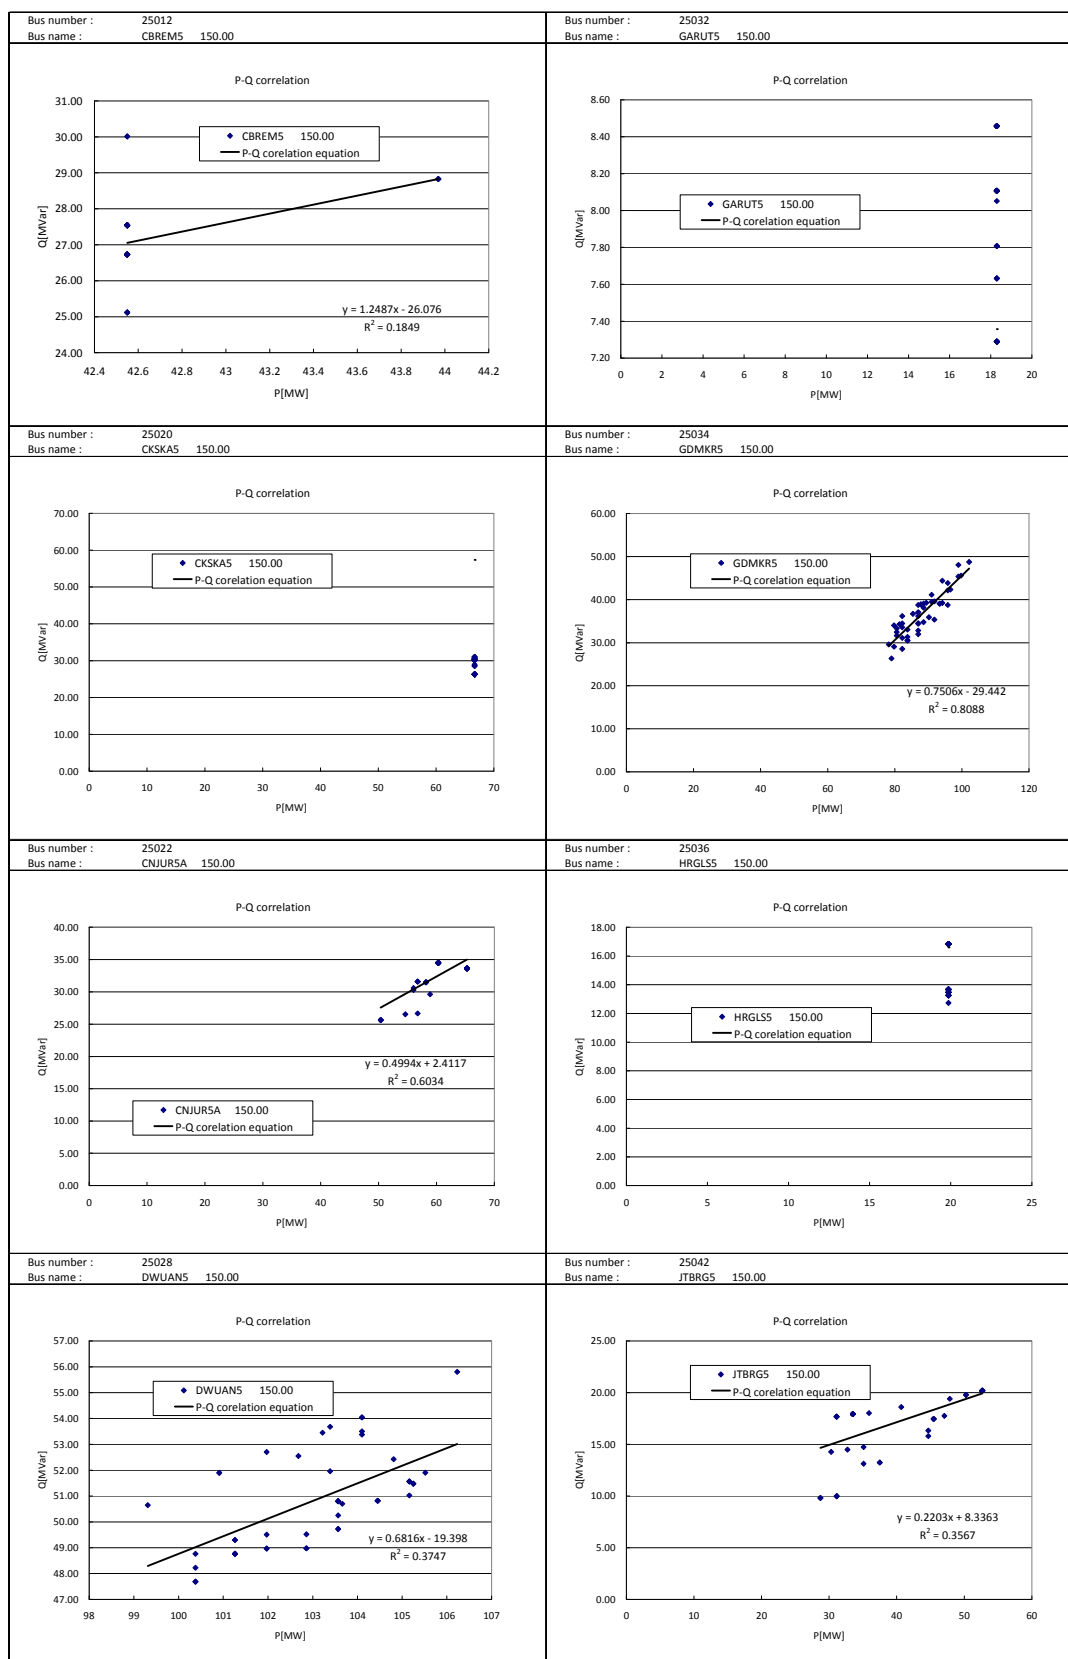 Bus number : 25012
Bus name : CBREM5 150.00
P-Q correlation
31.00
30.00
29.00
28.00
27.00
26.00
25.00
24.00
Q[MVar]
CBREM5 150.00
P-Q corelation equation
y = 1.2487x - 26.076
R² = 0.1849
42.4 42.6 42.8 43 43.2 43.4 43.6 43.8 44 44.2
P[MW]
Bus number : 25032
Bus name : GARUT5 150.00
P-Q correlation
8.60
8.40
8.20
8.00
7.80
7.60
7.40
7.20
Q[MVar]
GARUT5 150.00
P-Q corelation equation
0 2 4 6 8 10 12 14 16 18 20
P[MW]
Bus number : 25020
Bus name : CKSKA5 150.00
P-Q correlation
70.00
60.00
50.00
40.00
30.00
20.00
10.00
0.00
Q[MVar]
CKSKA5 150.00
P-Q corelation equation
0 10 20 30 40 50 60 70
P[MW]
Bus number : 25034
Bus name : GDMKR5 150.00
P-Q correlation
60.00
50.00
40.00
30.00
20.00
10.00
0.00
Q[MVar]
GDMKR5 150.00
P-Q corelation equation
y = 0.7506x - 29.442
R² = 0.8088
0 20 40 60 80 100 120
P[MW]
Bus number : 25022
Bus name : CNJUR5A 150.00
P-Q correlation
40.00
35.00
30.00
25.00
20.00
15.00
10.00
5.00
0.00
Q[MVar]
y = 0.4994x + 2.4117
R² = 0.6034
CNJUR5A 150.00
P-Q corelation equation
0 10 20 30 40 50 60 70
P[MW]
Bus number : 25036
Bus name : HRGLS5 150.00
P-Q correlation
18.00
16.00
14.00
12.00
10.00
8.00
6.00
4.00
2.00
0.00
Q[MVar]
HRGLS5 150.00
P-Q corelation equation
0 5 10 15 20 25
P[MW]
Bus number : 25028
Bus name : DWUAN5 150.00
P-Q correlation
57.00
56.00
55.00
54.00
53.00
52.00
51.00
50.00
49.00
48.00
47.00
Q[MVar]
DWUAN5 150.00
P-Q corelation equation
y = 0.6816x - 19.398
R² = 0.3747
98 99 100 101 102 103 104 105 106 107
P[MW]
Bus number : 25042
Bus name : JTBRG5 150.00
P-Q correlation
25.00
20.00
15.00
10.00
5.00
0.00
Q[MVar]
JTBRG5 150.00
P-Q corelation equation
y = 0.2203x + 8.3363
R² = 0.3567
0 10 20 30 40 50 60
P[MW]